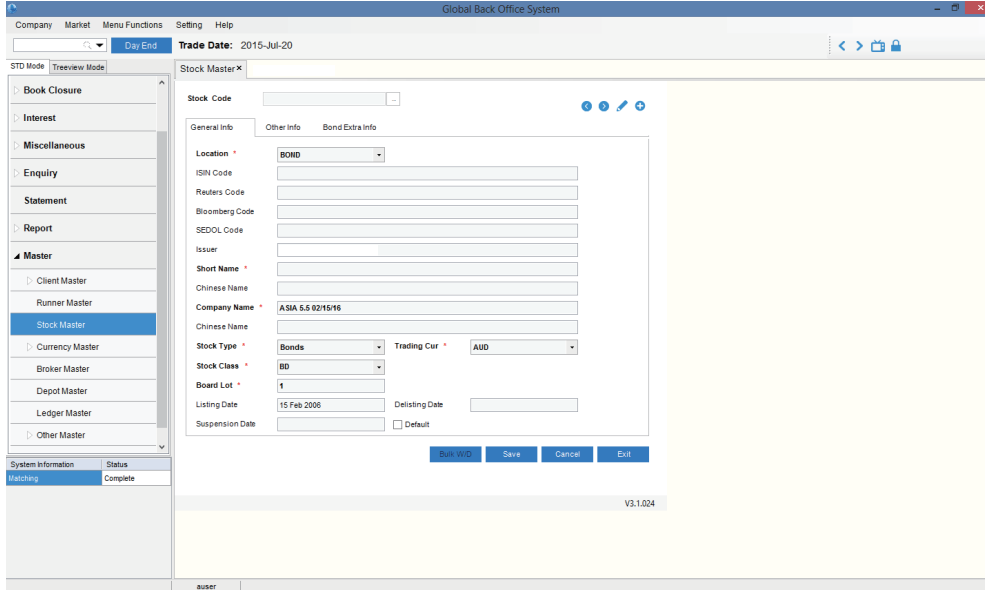 Global Back Office System
Company Market Menu Functions Setting Help
Day End Trade Date: 2015-Jul-20
STD Mode Treeview Mode
Stock Master
Book Closure
Interest
Miscellaneous
Enquiry
Statement
Report
Master
Client Master
Runner Master
Stock Master
Currency Master
Broker Master
Depot Master
Ledger Master
Other Master
System Information Status
Matching Complete
Stock Code ...
General Info Other Info Bond Extra Info
Location * BOND
ISIN Code
Reuters Code
Bloomberg Code
SEDOL Code
Issuer
Short Name *
Chinese Name
Company Name * ASIA 5.5 02/15/16
Chinese Name
Stock Type * Bonds Trading Cur * AUD
Stock Class * BD
Board Lot * 1
Listing Date 15 Feb 2006 Delisting Date
Suspension Date Default
Bulk W/D Save Cancel Exit
V3.1.024
auser